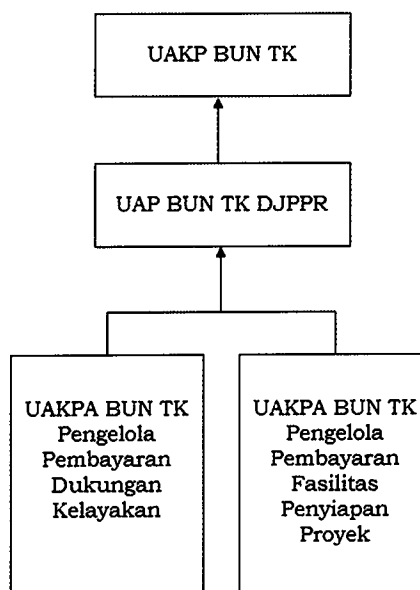 UAKP BUN TK
UAP BUN TK DJPPR
UAKPA BUN TK
Pengelola
Pembayaran
Dukungan
Kelayakan
UAKPA BUN TK
Pengelola
Pembayaran
Fasilitas
Penyiapan
Proyek